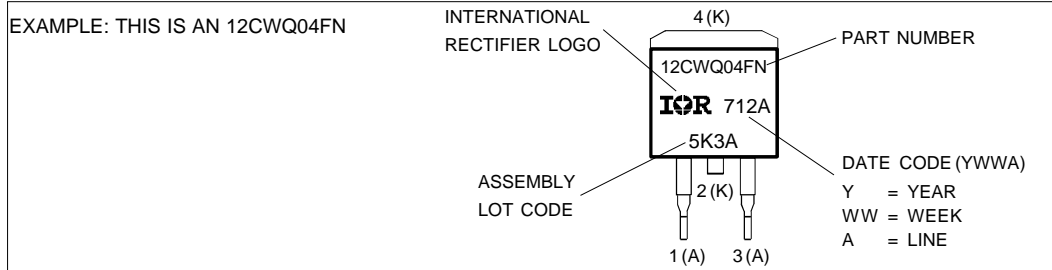 EXAMPLE: THIS IS AN 12CWQ04FN
INTERNATIONAL
RECTIFIER LOGO
4 (K)
PART NUMBER
12CWQ04FN
IOR 712A
5K3A
ASSEMBLY
LOT CODE
2 (K)
1 (A) 3 (A)
DATE CODE (YWWA)
Y = YEAR
WW = WEEK
A = LINE